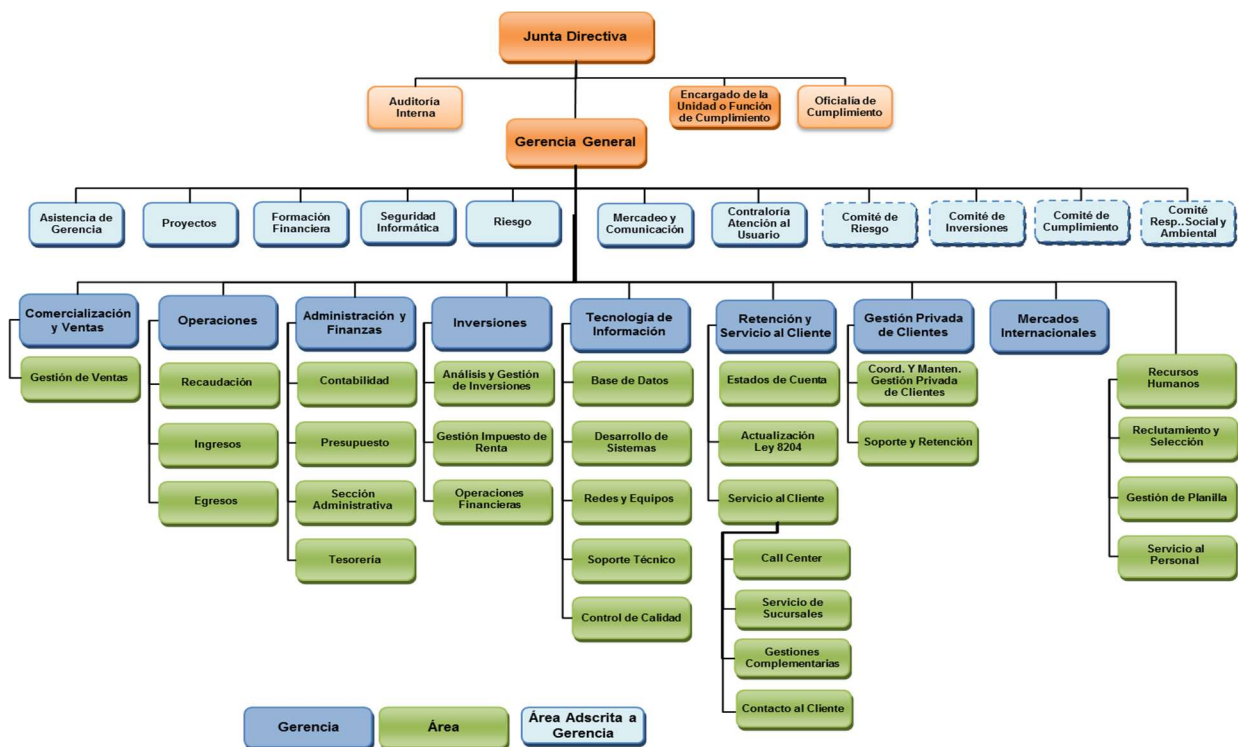 Junta Directiva
Auditoría
Interna
Encargado de la
Unidad o Función
de Cumplimiento
Oficialía de
Cumplimiento
Gerencia General
Asistencia de
Gerencia
Proyectos
Formación
Financiera
Seguridad
Informática
Riesgo
Mercadeo y
Comunicación
Contraloría
Atención al
Usuario
Comité de
Riesgo
Comité de
Inversiones
Comité de
Cumplimiento
Comité
Resp..Social y
Ambiental
Comercialización
y Ventas
Operaciones
Administración y
Finanzas
Inversiones
Tecnología de
Información
Retención y
Servicio al Cliente
Gestión Privada
de Clientes
Mercados
Internacionales
Gestión de Ventas
Recaudación
Ingresos
Egresos
Contabilidad
Presupuesto
Sección
Administrativa
Tesorería
Análisis y Gestión
de Inversiones
Gestión Impuesto de
Renta
Operaciones
Financieras
Base de Datos
Desarrollo de
Sistemas
Redes y Equipos
Soporte Técnico
Control de Calidad
Estados de Cuenta
Actualización
Ley 8204
Servicio al Cliente
Call Center
Servicio de
Sucursales
Gestiones
Complementarias
Contacto al Cliente
Coord. Y Manten.
Gestión Privada
de Clientes
Soporte y Retención
Recursos
Humanos
Reclutamiento y
Selección
Gestión de Planilla
Servicio al
Personal
Gerencia
Área
Área Adscrita a
Gerencia